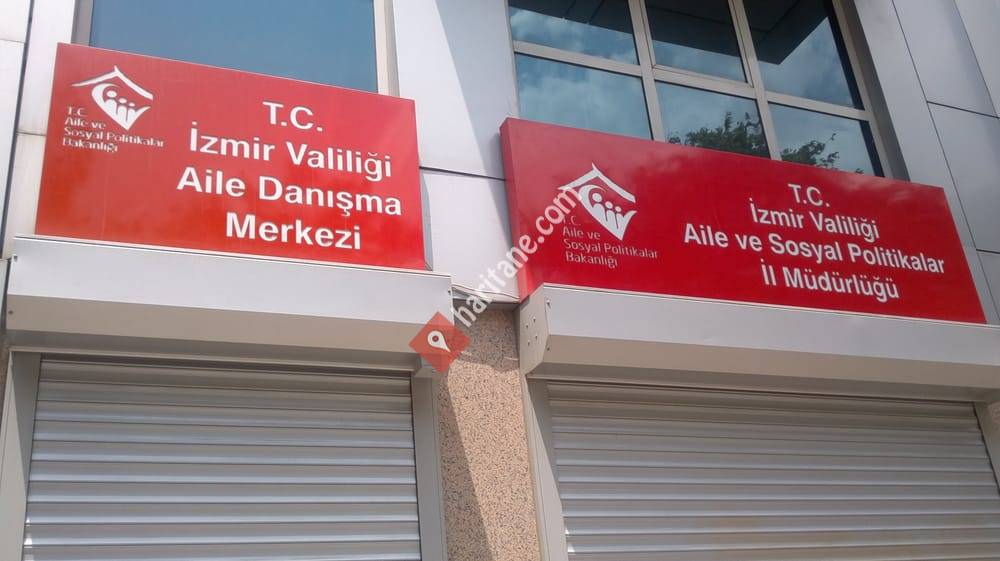 T.C.
Aile ve
Sosyal Politikalar
Bakanlığı
T.C.
İzmir Valiliği
Aile Danışma
Merkezi
T.C.
Aile ve
Sosyal Politikalar
Bakanlığı
T.C.
İzmir Valiliği
Aile ve Sosyal Politikalar
İl Müdürlüğü
haritane.com